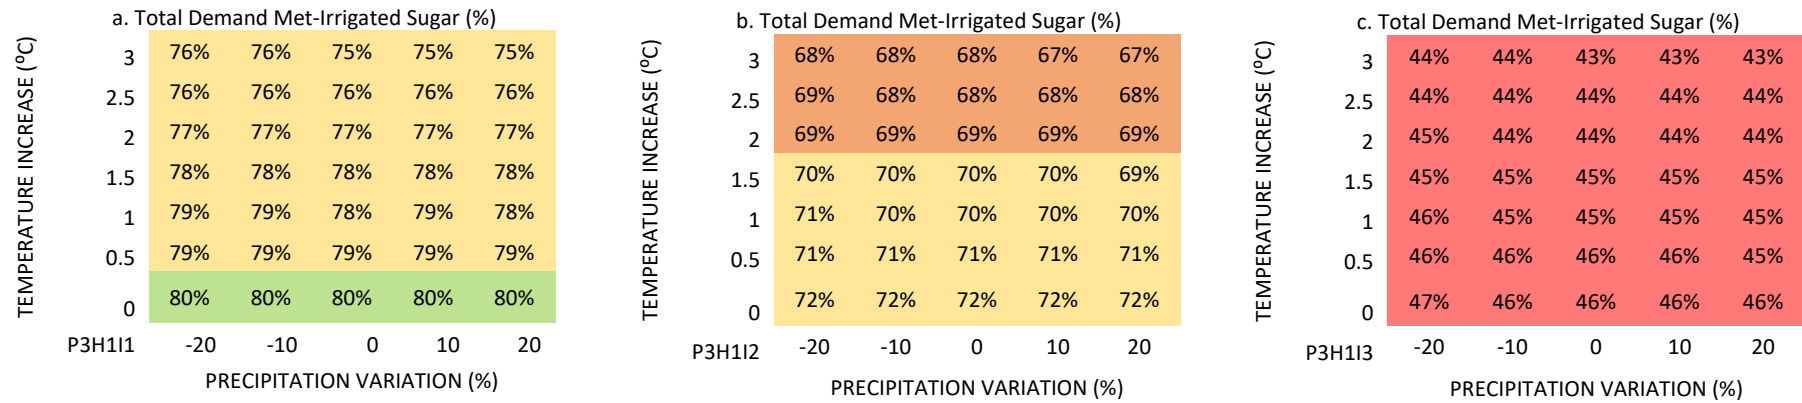 a. Total Demand Met-Irrigated Sugar (%)
TEMPERATURE INCREASE (ºC)
3 76% 76% 75% 75% 75%
2.5 76% 76% 76% 76% 76%
2 77% 77% 77% 77% 77%
1.5 78% 78% 78% 78% 78%
1 79% 79% 78% 79% 78%
0.5 79% 79% 79% 79% 79%
0 80% 80% 80% 80% 80%
P3H1I1 -20 -10 0 10 20
PRECIPITATION VARIATION (%)
b. Total Demand Met-Irrigated Sugar (%)
TEMPERATURE INCREASE (ºC)
3 68% 68% 68% 67% 67%
2.5 69% 68% 68% 68% 68%
2 69% 69% 69% 69% 69%
1.5 70% 70% 70% 70% 69%
1 71% 70% 70% 70% 70%
0.5 71% 71% 71% 71% 71%
0 72% 72% 72% 72% 72%
P3H1I2 -20 -10 0 10 20
PRECIPITATION VARIATION (%)
c. Total Demand Met-Irrigated Sugar (%)
TEMPERATURE INCREASE (ºC)
3 44% 44% 43% 43% 43%
2.5 44% 44% 44% 44% 44%
2 45% 44% 44% 44% 44%
1.5 45% 45% 45% 45% 45%
1 46% 45% 45% 45% 45%
0.5 46% 46% 46% 46% 45%
0 47% 46% 46% 46% 46%
P3H1I3 -20 -10 0 10 20
PRECIPITATION VARIATION (%)